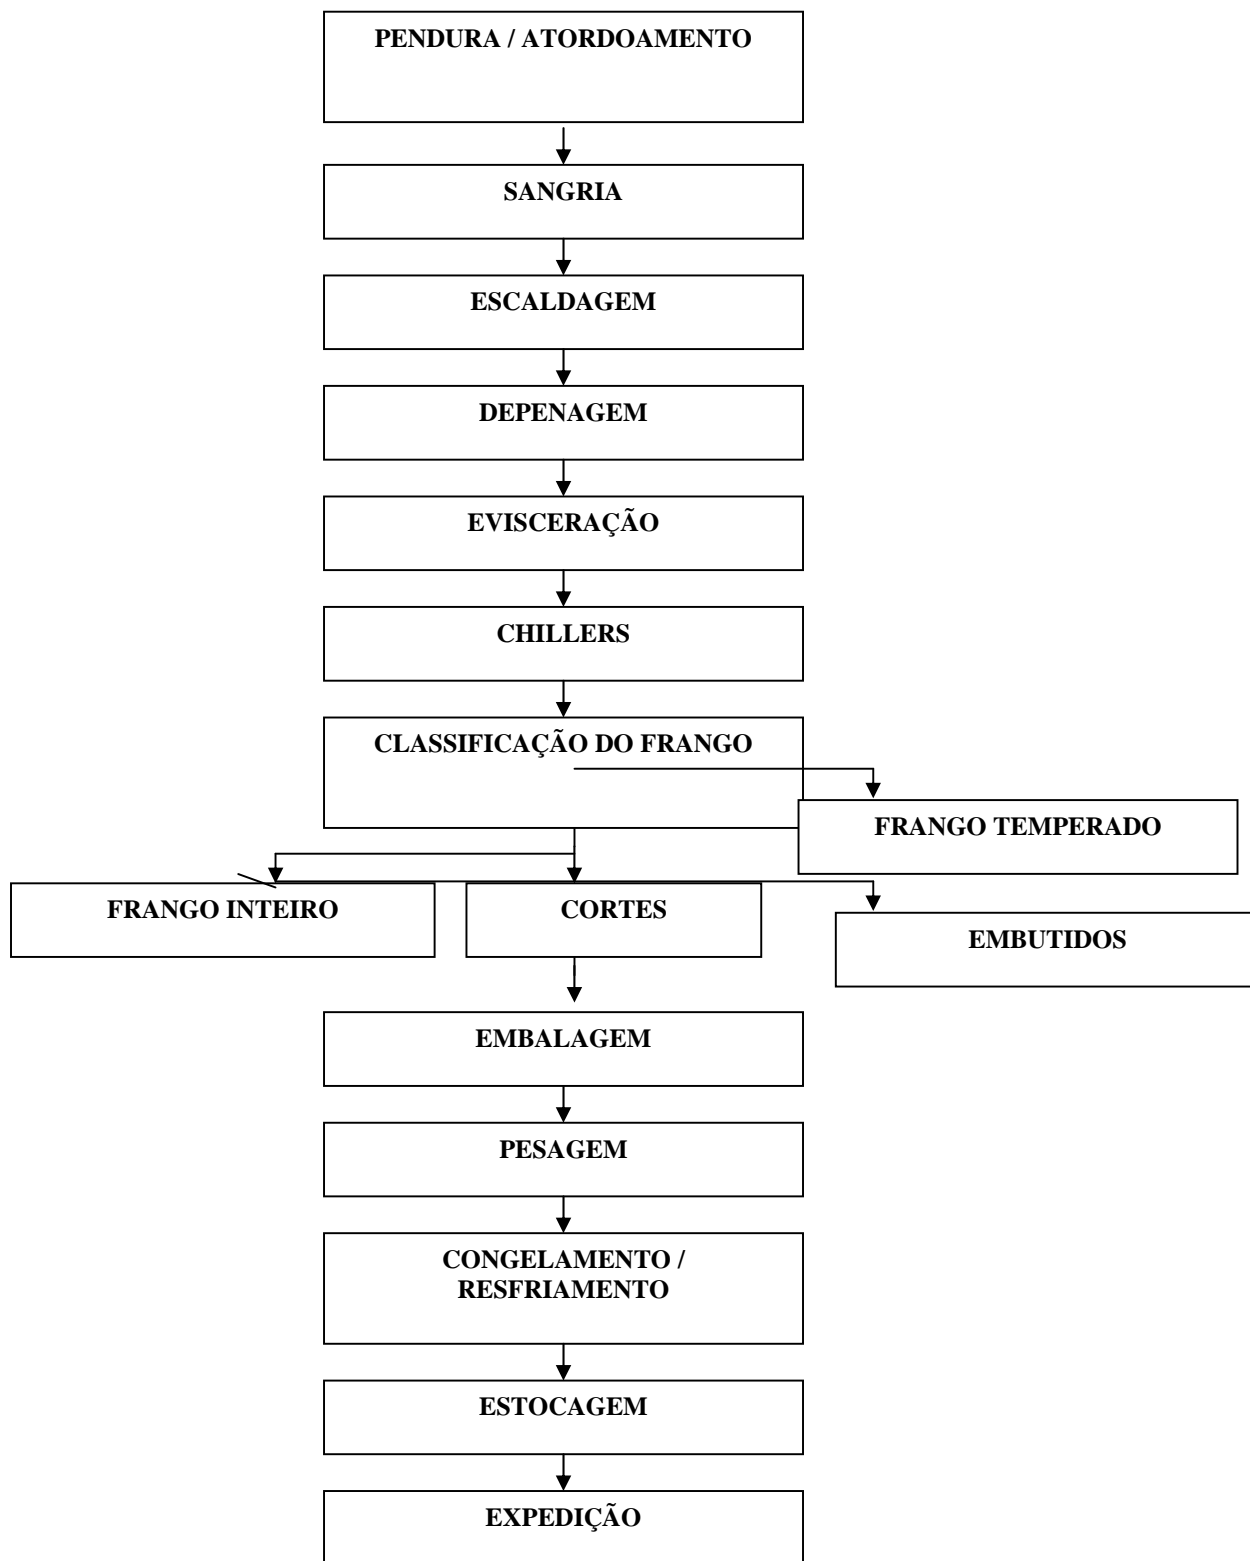 PENDURA / ATORDOAMENTO
SANGRIA
ESCALDAGEM
DEPENAGEM
EVISCERAÇÃO
CHILLERS
CLASSIFICAÇÃO DO FRANGO
FRANGO TEMPERADO
FRANGO INTEIRO
CORTES
EMBUTIDOS
EMBALAGEM
PESAGEM
CONGELAMENTO /
RESFRIAMENTO
ESTOCAGEM
EXPEDIÇÃO